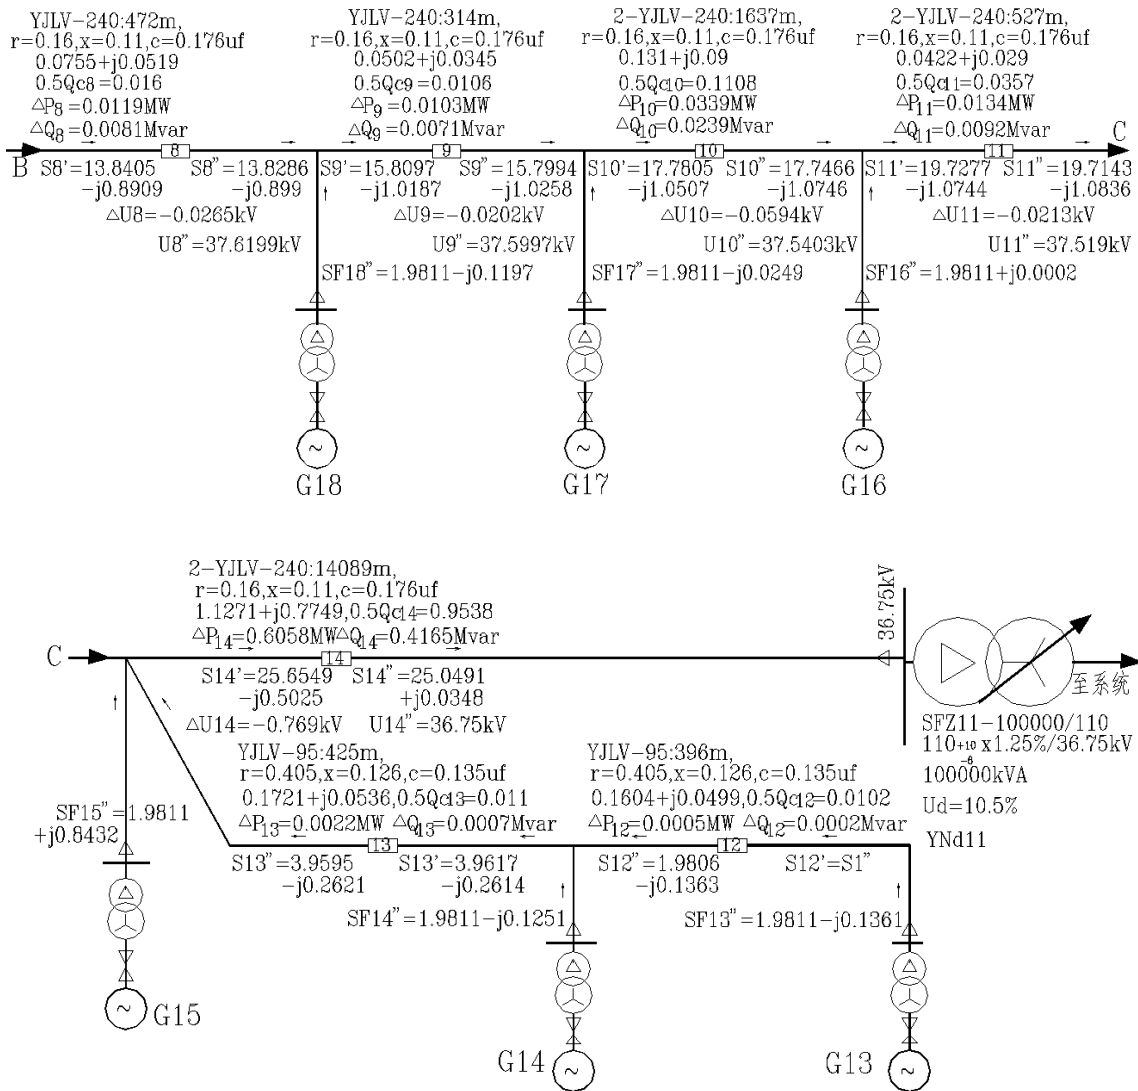 YJLV-240:472m,
r=0.16,x=0.11,c=0.176uf
0.0755+j0.0519
0.5Qc8=0.016
△P8=0.0119MW
△Q8=0.0081Mvar
YJLV-240:314m,
r=0.16,x=0.11,c=0.176uf
0.0502+j0.0345
0.5Qc9=0.0106
△P9=0.0103MW
△Q9=0.0071Mvar
2-YJLV-240:1637m,
r=0.16,x=0.11,c=0.176uf
0.131+j0.09
0.5Qc10=0.1108
△P10=0.0339MW
△Q10=0.0239Mvar
2-YJLV-240:527m,
r=0.16,x=0.11,c=0.176uf
0.0422+j0.029
0.5Qc11=0.0357
△P11=0.0134MW
△Q11=0.0092Mvar
B
8
9
10
11
C
S8'=13.8405
-j0.8909
S8"=13.8286
-j0.899
△U8=-0.0265kV
U8"=37.6199kV
S9'=15.8097
-j1.0187
S9"=15.7994
-j1.0258
△U9=-0.0202kV
U9"=37.5997kV
S10'=17.7805
-j1.0507
S10"=17.7466
-j1.0746
△U10=-0.0594kV
U10"=37.5403kV
S11'=19.7277
-j1.0744
S11"=19.7143
-j1.0836
△U11=-0.0213kV
U11"=37.519kV
SF18"=1.9811-j0.1197
SF17"=1.9811-j0.0249
SF16"=1.9811+j0.0002
~
~
~
G18
G17
G16
2-YJLV-240:14089m,
r=0.16,x=0.11,c=0.176uf
1.1271+j0.7749,0.5Qc14=0.9538
△P14=0.6058MW△Q14=0.4165Mvar
C
14
36.75kV
S14'=25.6549
-j0.5025
S14"=25.0491
+j0.0348
△U14=-0.769kV
U14"=36.75kV
至系统
SFZ11-100000/110
110+10-6x1.25%/36.75kV
100000kVA
Ud=10.5%
YNd11
YJLV-95:425m,
r=0.405,x=0.126,c=0.135uf
0.1721+j0.0536,0.5Qc13=0.011
△P13=0.0022MW △Q13=0.0007Mvar
YJLV-95:396m,
r=0.405,x=0.126,c=0.135uf
0.1604+j0.0499,0.5Qc12=0.0102
△P12=0.0005MW △Q12=0.0002Mvar
SF15"=1.9811
+j0.8432
13
12
S13"=3.9595
-j0.2621
S13'=3.9617
-j0.2614
S12"=1.9806
-j0.1363
S12'=S1"
SF14"=1.9811-j0.1251
SF13"=1.9811-j0.1361
~
G15
~
G14
~
G13